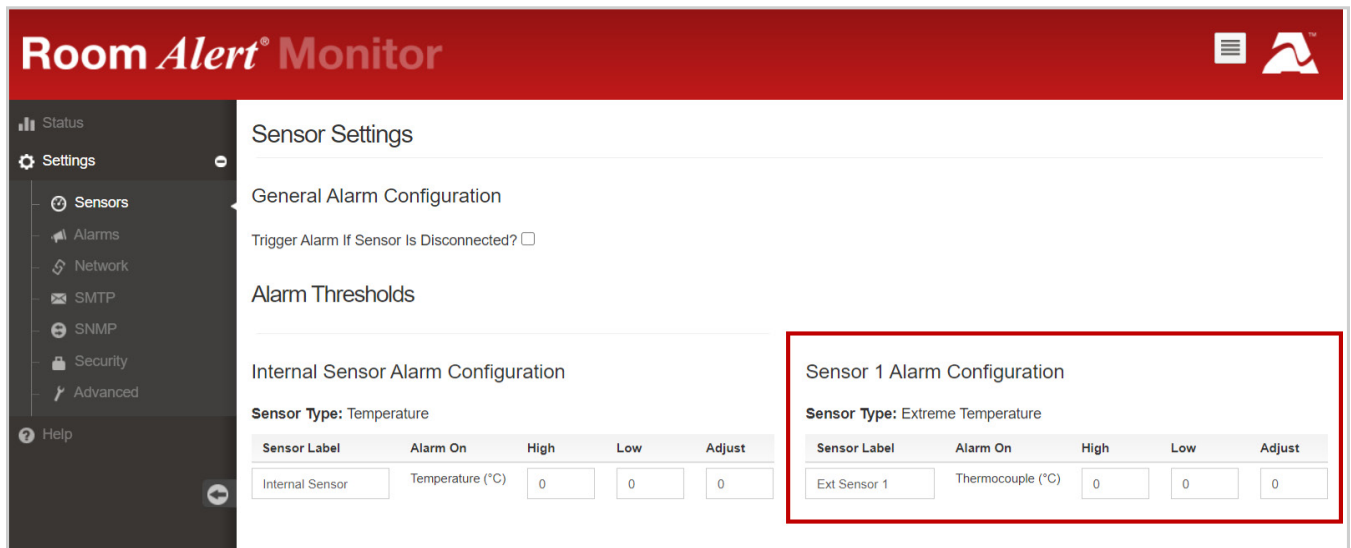 Room Alert® Monitor
™
Status
Settings
Sensors
Alarms
Network
SMTP
SNMP
Security
Advanced
Help
Sensor Settings
General Alarm Configuration
Trigger Alarm If Sensor Is Disconnected?
Alarm Thresholds
Internal Sensor Alarm Configuration
Sensor Type: Temperature
Sensor Label Alarm On High Low Adjust
Internal Sensor Temperature (°C) 0 0 0
Sensor 1 Alarm Configuration
Sensor Type: Extreme Temperature
Sensor Label Alarm On High Low Adjust
Ext Sensor 1 Thermocouple (°C) 0 0 0